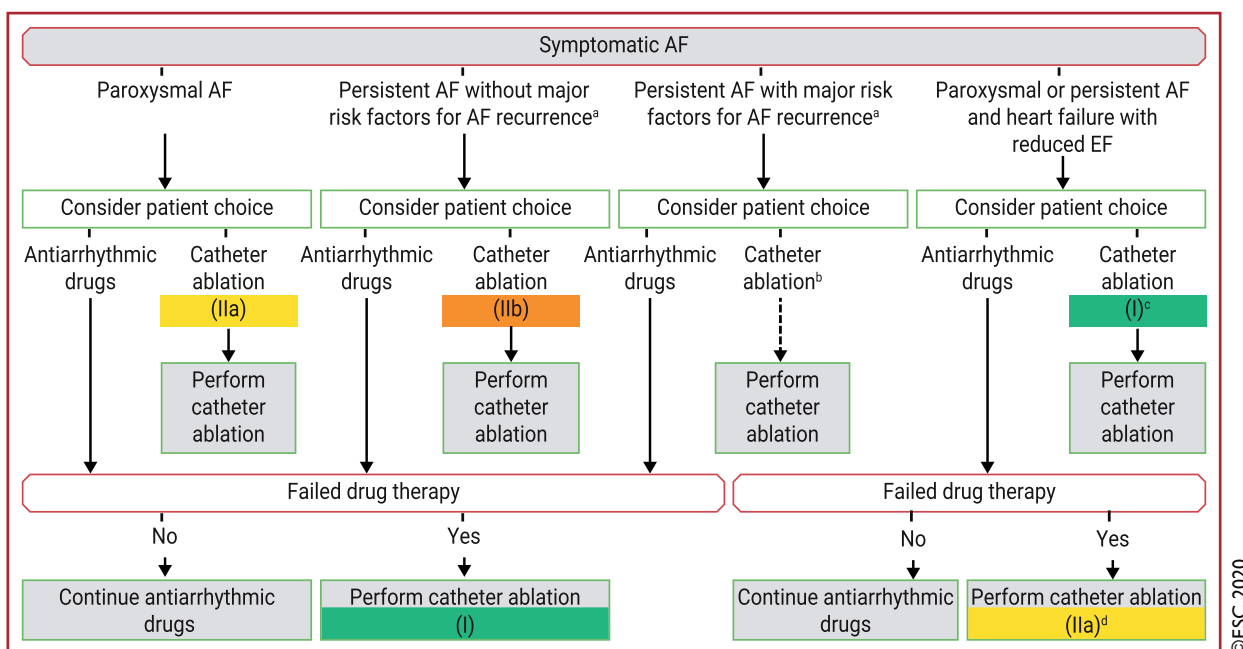 Symptomatic AF
Paroxysmal AF
Persistent AF without major
risk factors for AF recurrenceᵃ
Persistent AF with major risk
factors for AF recurrenceᵃ
Paroxysmal or persistent AF
and heart failure with
reduced EF
Consider patient choice
Consider patient choice
Consider patient choice
Consider patient choice
Antiarrhythmic
drugs
Catheter
ablation
(IIa)
Antiarrhythmic
drugs
Catheter
ablation
(IIb)
Antiarrhythmic
drugs
Catheter
ablationᵇ
Antiarrhythmic
drugs
Catheter
ablation
(I)ᶜ
Perform
catheter
ablation
Perform
catheter
ablation
Perform
catheter
ablation
Perform
catheter
ablation
Failed drug therapy
Failed drug therapy
No
Yes
No
Yes
Continue antiarrhythmic
drugs
Perform catheter ablation
(I)
Continue antiarrhythmic
drugs
Perform catheter ablation
(IIa)ᵈ
©ESC 2020